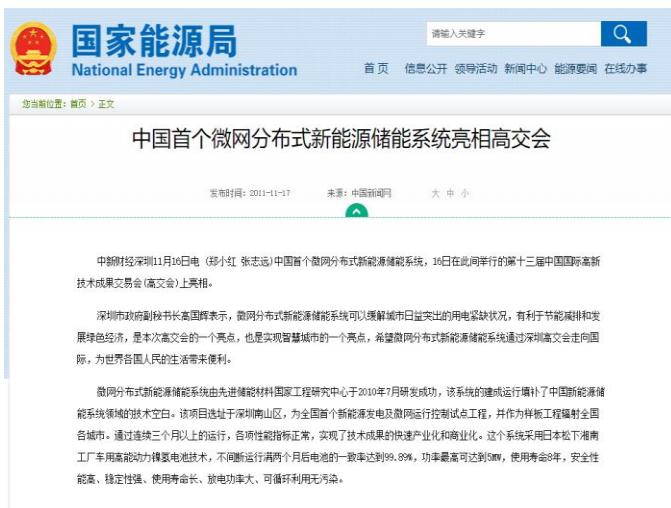 国家能源局
National Energy Administration
请输入关键字
首页 信息公开 领导活动 新闻中心 能源要闻 在线办事
您当前位置：首页 > 正文
中国首个微网分布式新能源储能系统亮相高交会
发布时间：2011-11-17 来源：中国新闻网 大 中 小
中新财经深圳11月16日电 (郑小红 张志远)中国首个微网分布式新能源储能系统，16日在此间举行的第十三届中国国际高新
技术成果交易会(高交会)上亮相。
深圳市政府副秘书长高国辉表示，微网分布式新能源储能系统可以缓解城市日益突出的用电紧缺状况，有利于节能减排和发
展绿色经济，是本次高交会的一个亮点，也是实现智慧城市的一个亮点，希望微网分布式新能源储能系统通过深圳高交会走向国
际，为世界各国人民的生活带来便利。
微网分布式新能源储能系统由先进储能材料国家工程研究中心于2010年7月研发成功，该系统的建成运行填补了中国新能源储
能系统领域的技术空白。该项目选址于深圳南山区，为全国首个新能源发电及微网运行控制试点工程，并作为样板工程辐射全国
各城市。通过连续三个月以上的运行，各项性能指标正常，实现了技术成果的快速产业化和商业化。这个系统采用日本松下湘南
工厂车用高能动力镍氢电池技术，不间断运行满两个月后电池的一致率达到99.89%，功率最高可达到5MW，使用寿命8年，安全性
能高、稳定性强、使用寿命长、放电功率大、可循环利用无污染。